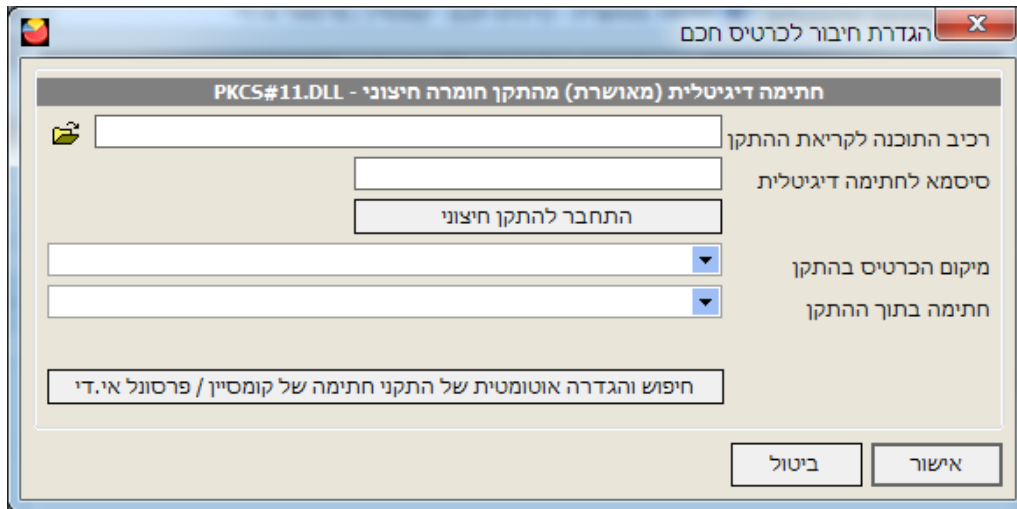 הגדרת חיבור לכרטיס חכם
חתימה דיגיטלית (מאושרת) מהתקן חומרה חיצוני - PKCS#11.DLL
רכיב התוכנה לקריאת ההתקן
סיסמא לחתימה דיגיטלית
התחבר להתקן חיצוני
מיקום הכרטיס בהתקן
חתימה בתוך ההתקן
חיפוש והגדרה אוטומטית של התקני חתימה של קומסיין / פרסונל אי.די
אישור
ביטול